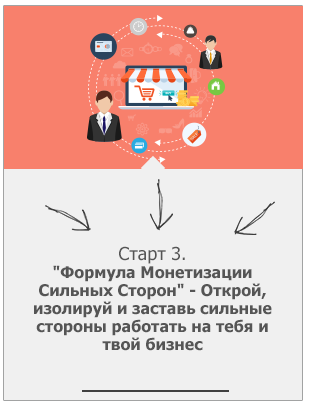 Старт 3.
"Формула Монетизации
Сильных Сторон" - Открой,
изолируй и заставь сильные
стороны работать на тебя и
твой бизнес